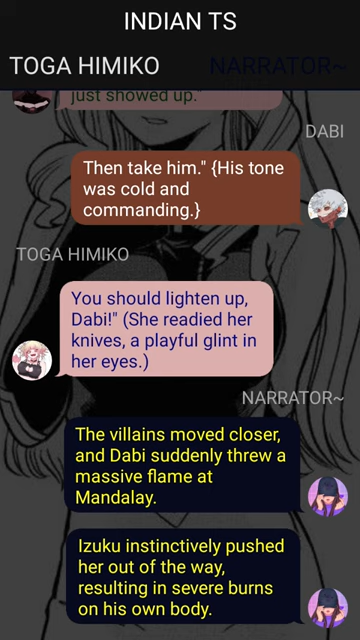 INDIAN TS
TOGA HIMIKO
NARRATOR~
just showed up."
DABI
Then take him." {His tone
was cold and
commanding.}
TOGA HIMIKO
You should lighten up,
Dabi!" (She readied her
knives, a playful glint in
her eyes.)
NARRATOR~
The villains moved closer,
and Dabi suddenly threw a
massive flame at
Mandalay.
Izuku instinctively pushed
her out of the way,
resulting in severe burns
on his own body.